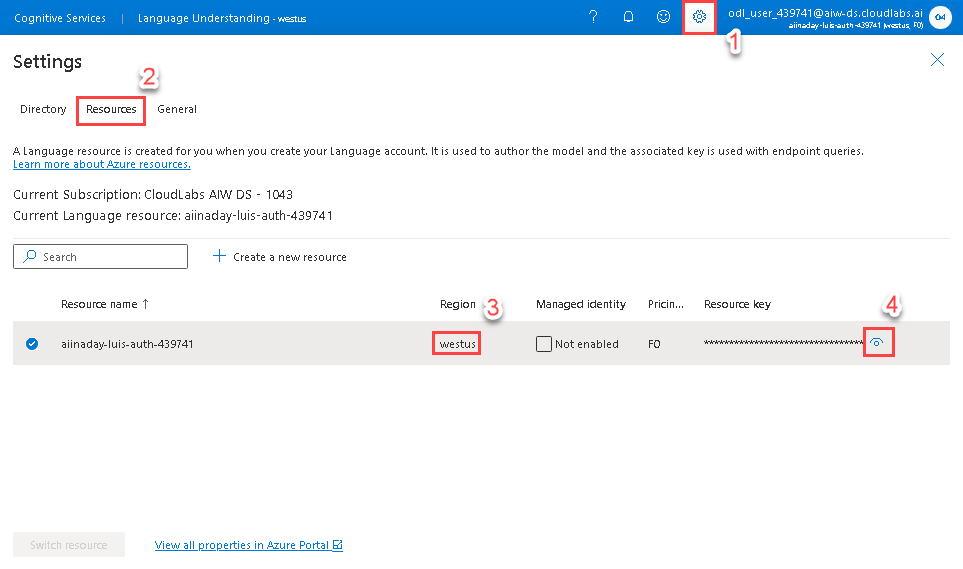 Cognitive Services | Language Understanding - westus ? odl_user_439741@aiw-ds.cloudlabs.ai
aiinaday-luis-auth-439741 (westus, F0) O4
1
Settings
2
Directory Resources General
A Language resource is created for you when you create your Language account. It is used to author the model and the associated key is used with endpoint queries.
Learn more about Azure resources.
Current Subscription: CloudLabs AIW DS - 1043
Current Language resource: aiinaday-luis-auth-439741
Search + Create a new resource
Resource name ↑ Region 3 Managed identity Pricin... Resource key 4
aiinaday-luis-auth-439741 westus Not enabled F0 ********************************
Switch resource View all properties in Azure Portal